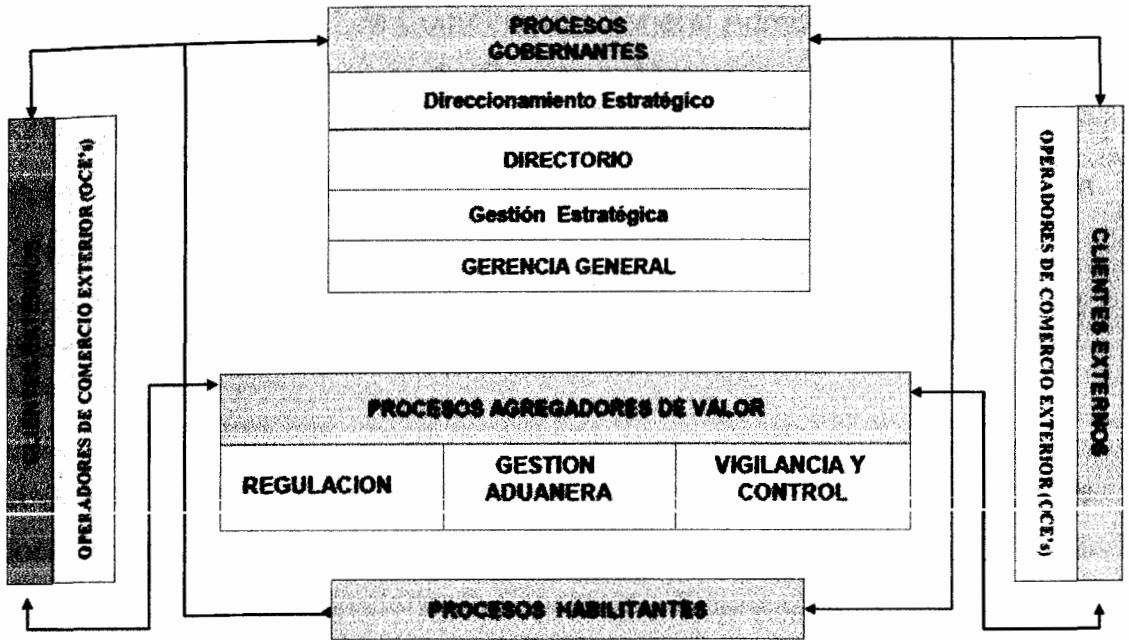 PROCESOS
GOBERNANTES
Direccionamiento Estratégico
DIRECTORIO
Gestión Estratégica
GERENCIA GENERAL
OPERADORES DE COMERCIO EXTERIOR (OCE's)
PROCESOS AGREGADORES DE VALOR
REGULACION
GESTION
ADUANERA
VIGILANCIA Y
CONTROL
PROCESOS HABILITANTES
OPERADORES DE COMERCIO EXTERIOR (OCE's)
CLIENTES EXTERNOS